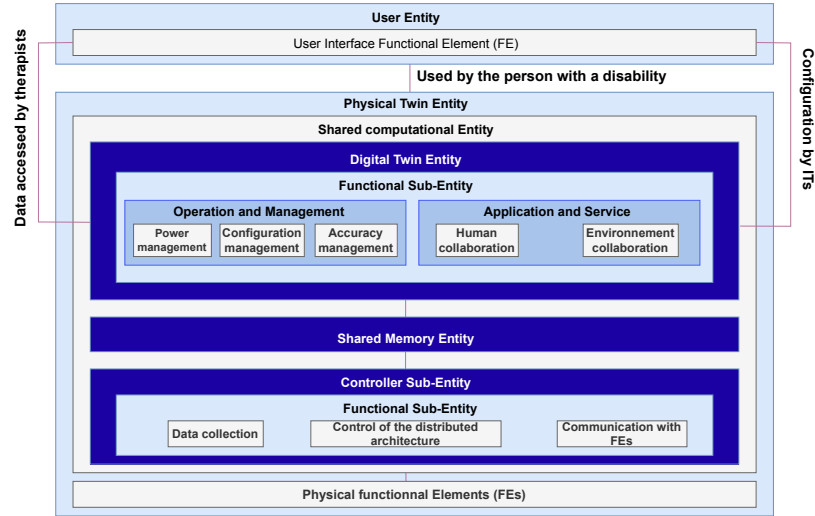 User Entity
User Interface Functional Element (FE)
Data accessed by therapists
Configuration by ITs
Used by the person with a disability
Physical Twin Entity
Shared computational Entity
Digital Twin Entity
Functional Sub-Entity
Operation and Management
Power
management
Configuration
management
Accuracy
management
Application and Service
Human
collaboration
Environnement
collaboration
Shared Memory Entity
Controller Sub-Entity
Functional Sub-Entity
Data collection
Control of the distributed
architecture
Communication with
FEs
Physical functionnal Elements (FEs)